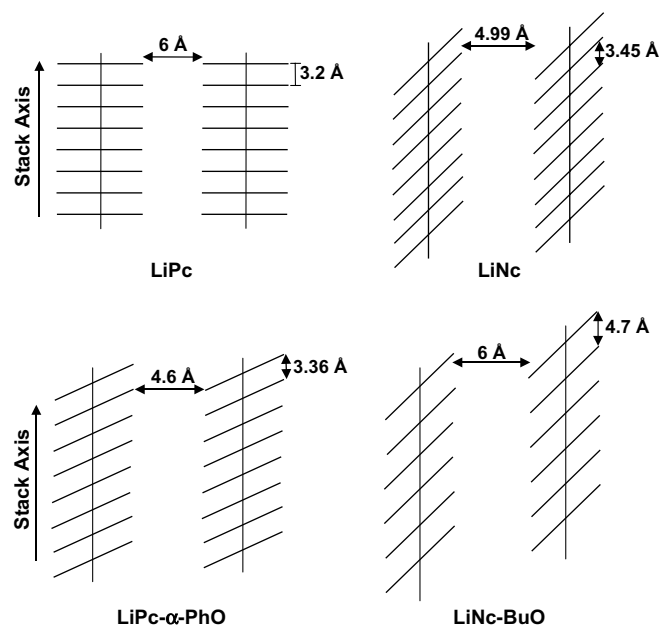 6 Å
3.2 Å
Stack Axis
LiPc
4.99 Å
3.45 Å
LiNc
4.6 Å
3.36 Å
Stack Axis
LiPc-α-PhO
6 Å
4.7 Å
LiNc-BuO